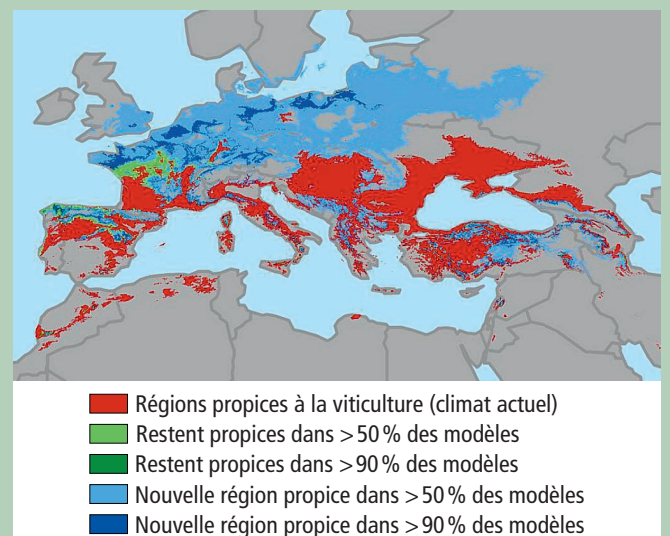 Régions propices à la viticulture (climat actuel)
Restent propices dans >50 % des modèles
Restent propices dans >90 % des modèles
Nouvelle région propice dans >50 % des modèles
Nouvelle région propice dans >90 % des modèles